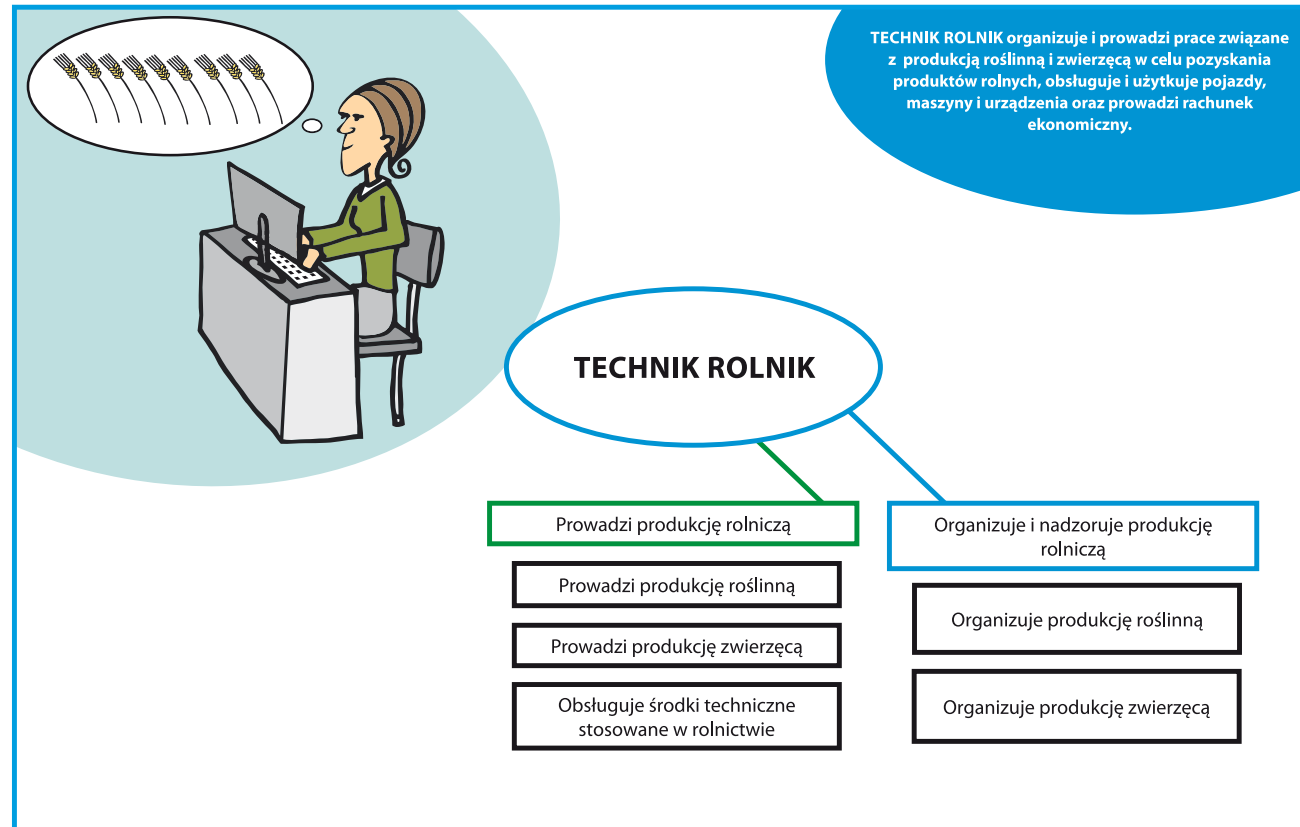 TECHNIK ROLNIK organizuje i prowadzi prace związane
z produkcją roślinną i zwierzęcą w celu pozyskania
produktów rolnych, obsługuje i użytkuje pojazdy,
maszyny i urządzenia oraz prowadzi rachunek
ekonomiczny.
TECHNIK ROLNIK
Prowadzi produkcję rolniczą
Prowadzi produkcję roślinną
Prowadzi produkcję zwierzęcą
Obsługuje środki techniczne
stosowane w rolnictwie
Organizuje i nadzoruje produkcję
rolniczą
Organizuje produkcję roślinną
Organizuje produkcję zwierzęcą